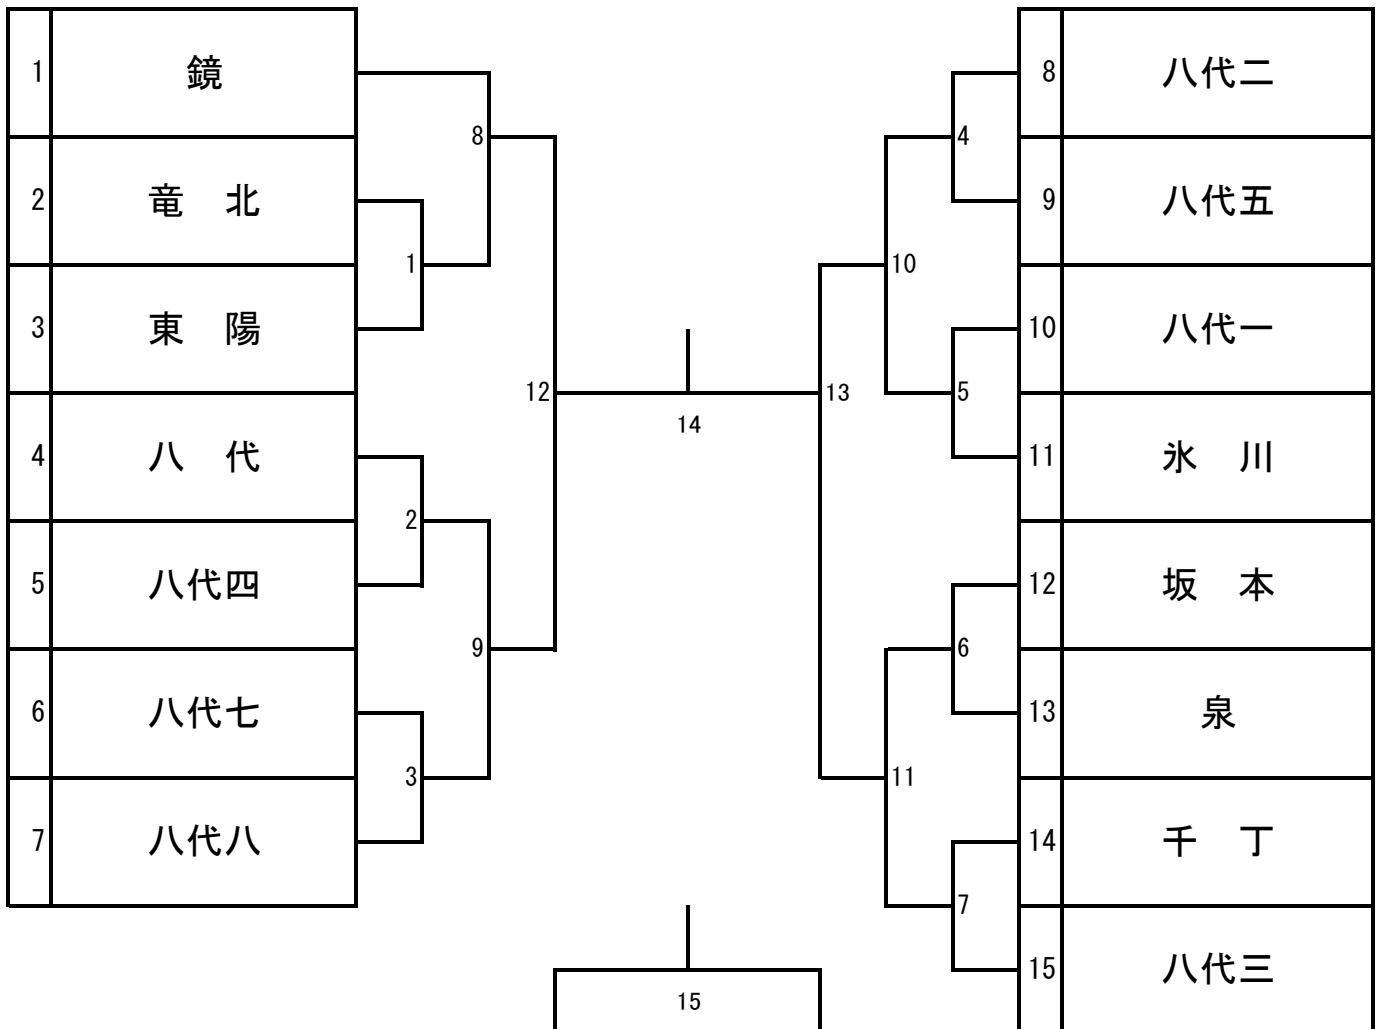 1 鏡
2 竜　北
3 東　陽
4 八　代
5 八代四
6 八代七
7 八代八
8
1
12
2
9
3
14
15
4
10
13
5
6
11
7
8 八代二
9 八代五
10 八代一
11 氷　川
12 坂　本
13 泉
14 千　丁
15 八代三